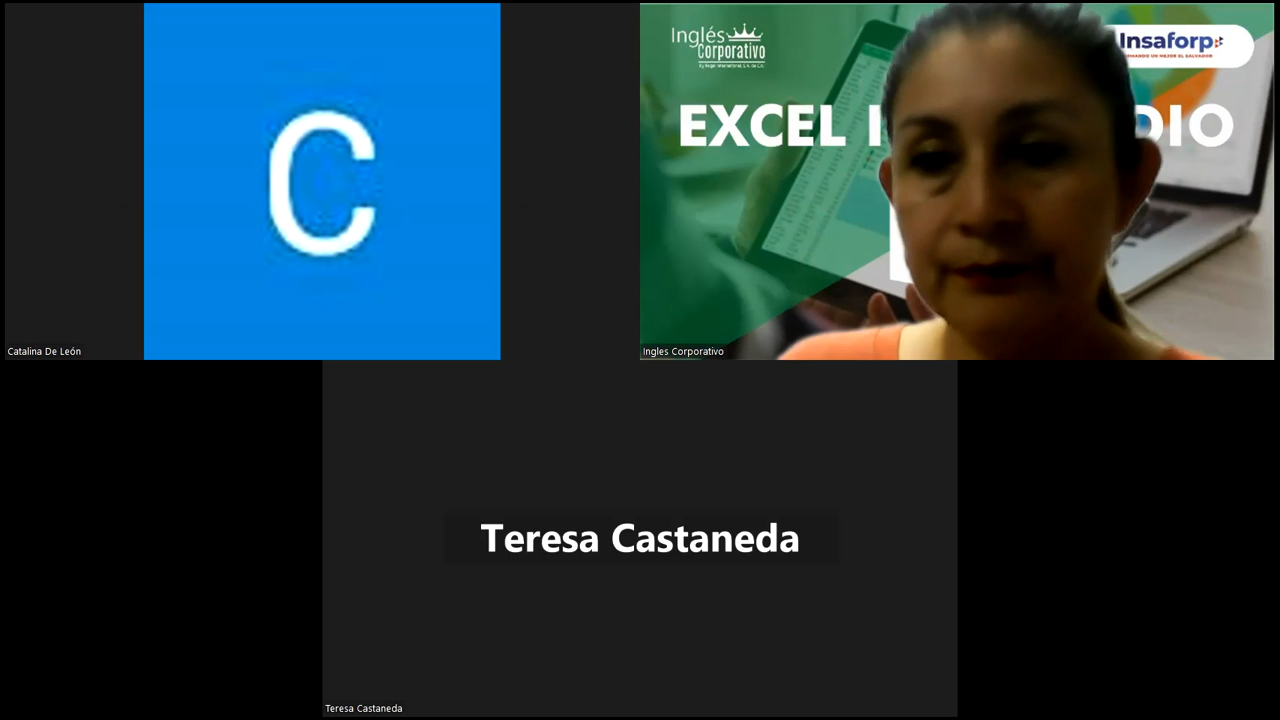 C
Catalina De León
Inglés
Corporativo
Insaforp
EXCEL I DIO
Ingles Corporativo
Teresa Castaneda
Teresa Castaneda